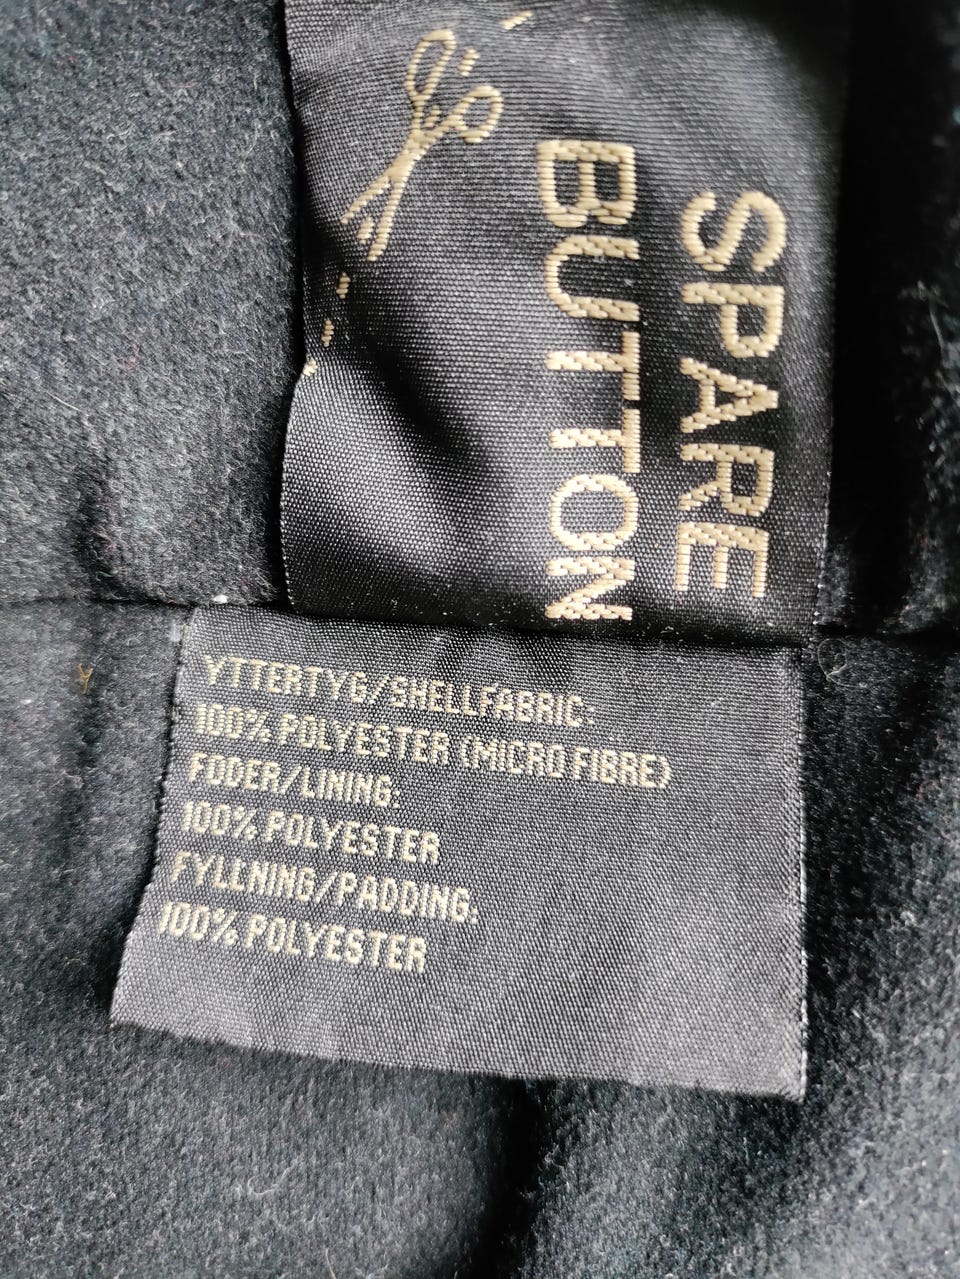 SPARE
BUTTON
YTTERTYG/SHELLFABRIC:
100% POLYESTER (MICRO FIBRE)
FODER/LINING:
100% POLYESTER
FYLLNING/PADDING:
100% POLYESTER